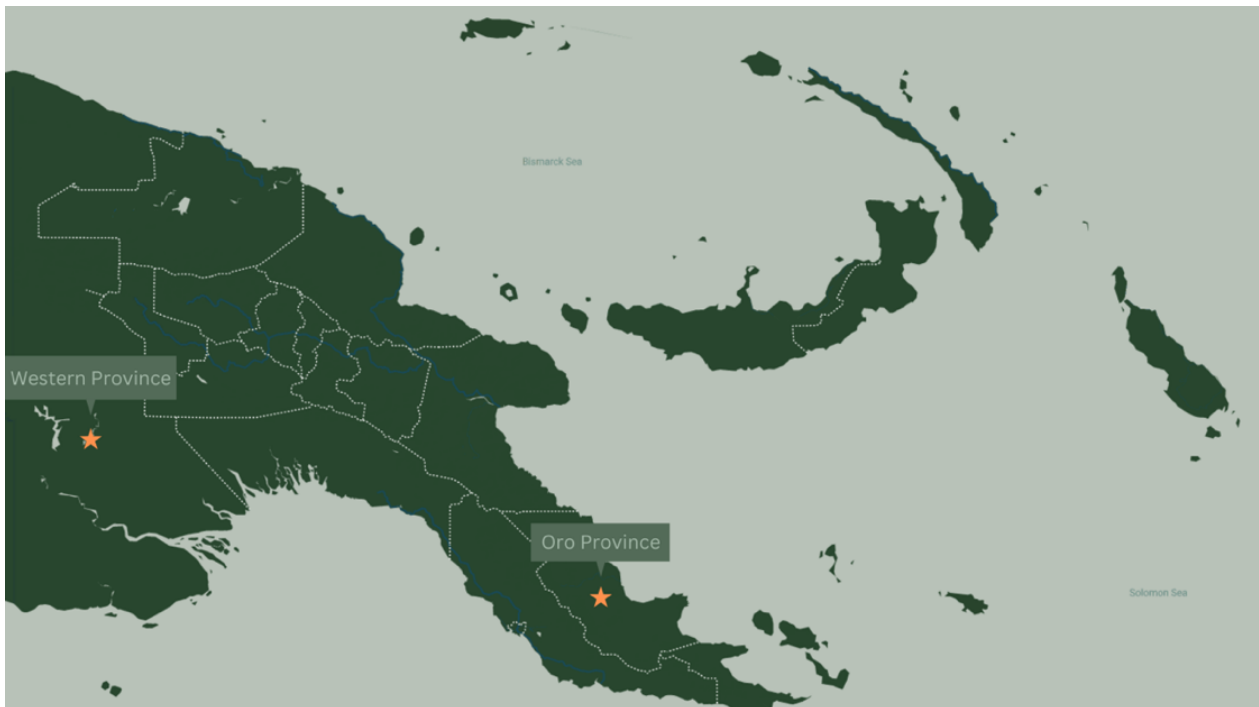 Bismarck Sea
Western Province
Oro Province
Solomon Sea